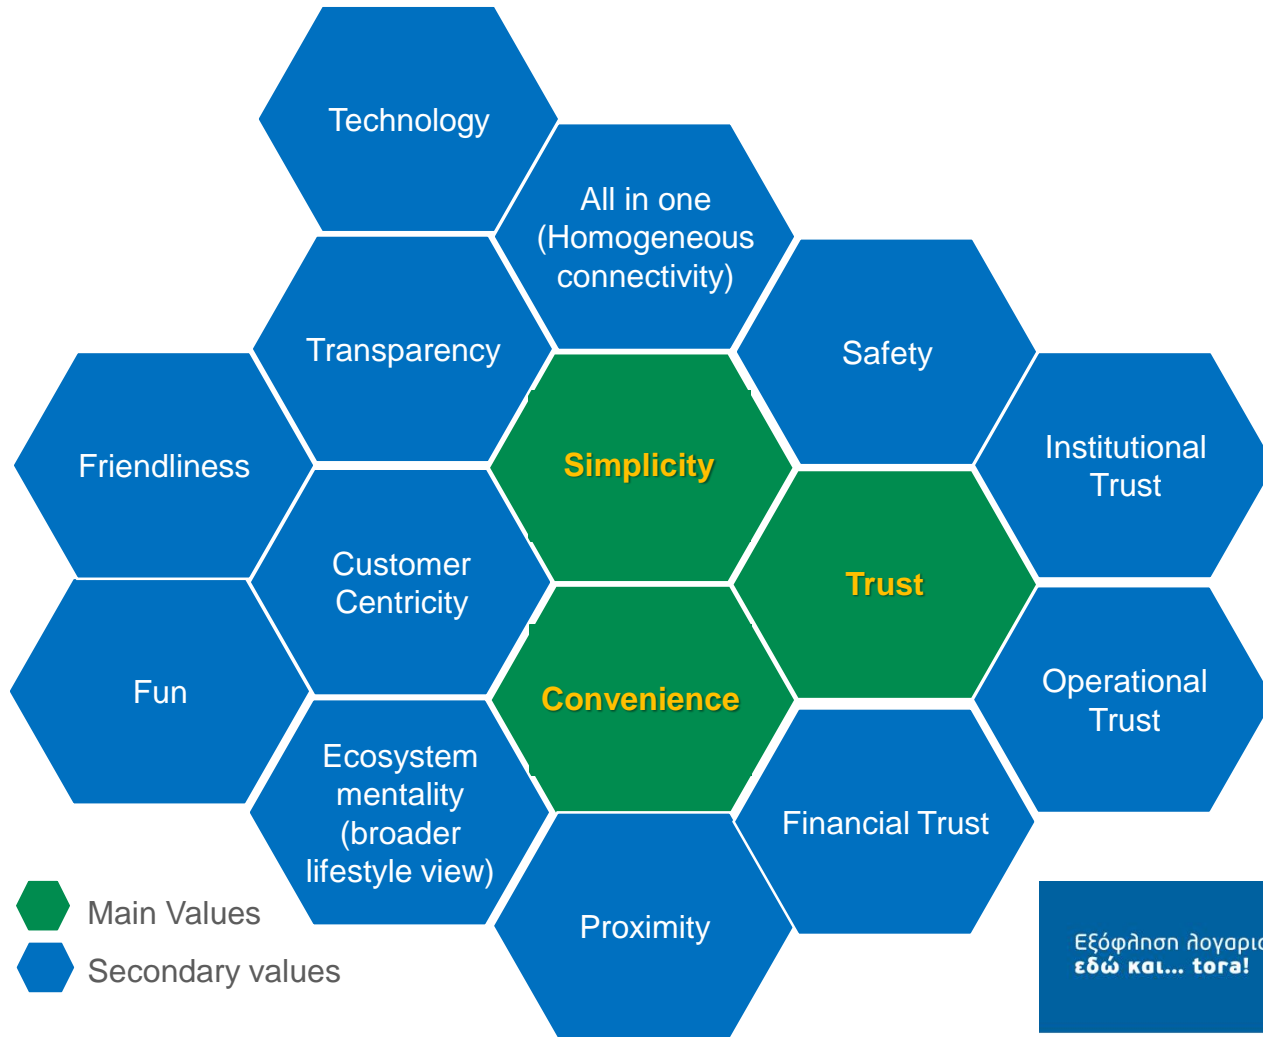 Technology
All in one
(Homogeneous
connectivity)
Transparency
Safety
Friendliness
Simplicity
Institutional
Trust
Customer
Centricity
Trust
Fun
Convenience
Operational
Trust
Ecosystem
mentality
(broader
lifestyle view)
Financial Trust
Proximity
Main Values
Secondary values
Εξόφληση
εδώ και... tora!